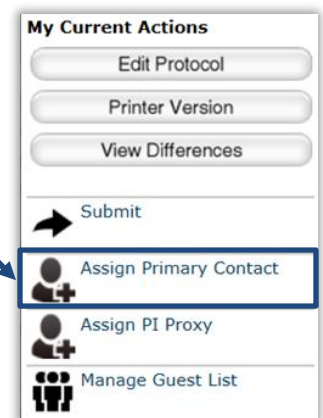 My Current Actions
Edit Protocol
Printer Version
View Differences
Submit
Assign Primary Contact
Assign PI Proxy
Manage Guest List